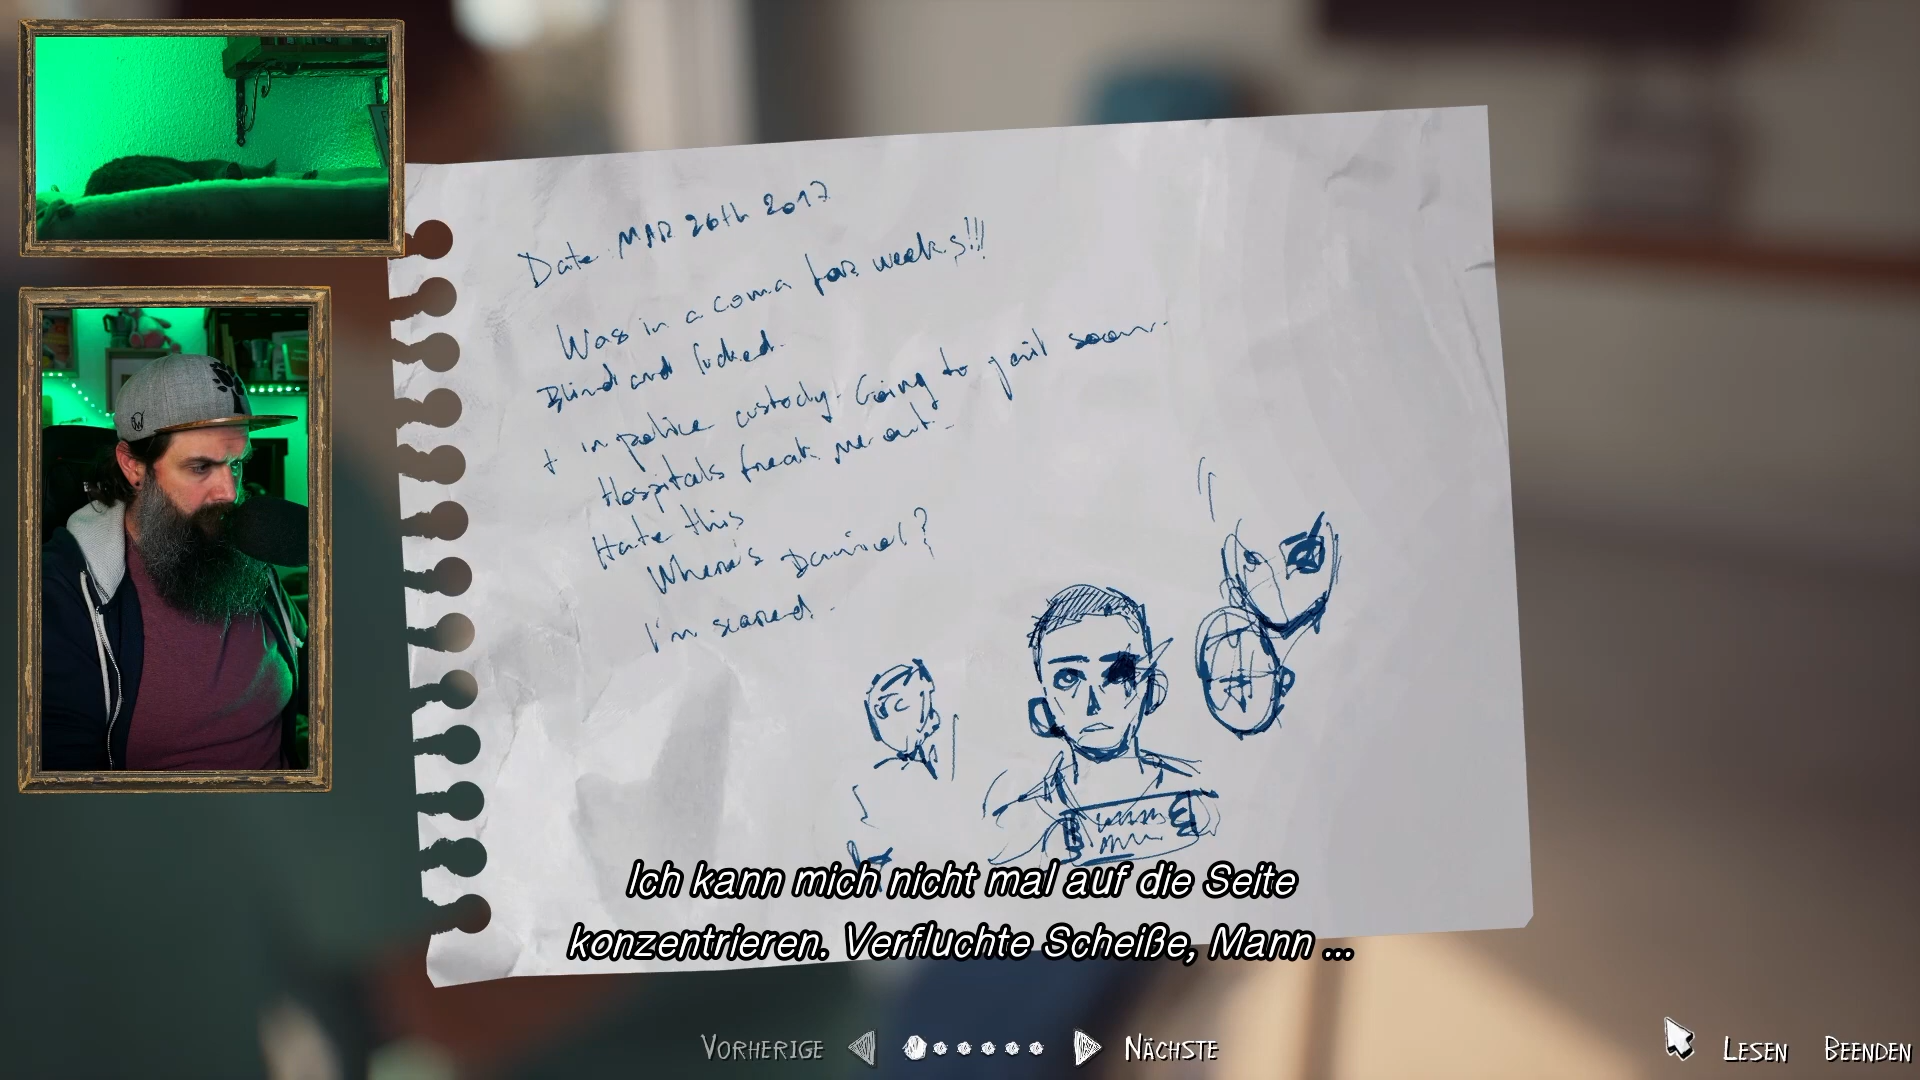 Date: MAR 26th 2017
Was in a coma for weeks!!!
Blind and fucked.
+ in police custody. Going to jail soon.
Hospitals freak me out.
Hate this
Where's Daniel?
I'm scared.
Ich kann mich nicht mal auf die Seite
konzentrieren. Verfluchte Scheiße, Mann ...
VORHERIGE
NÄCHSTE
LESEN
BEENDEN